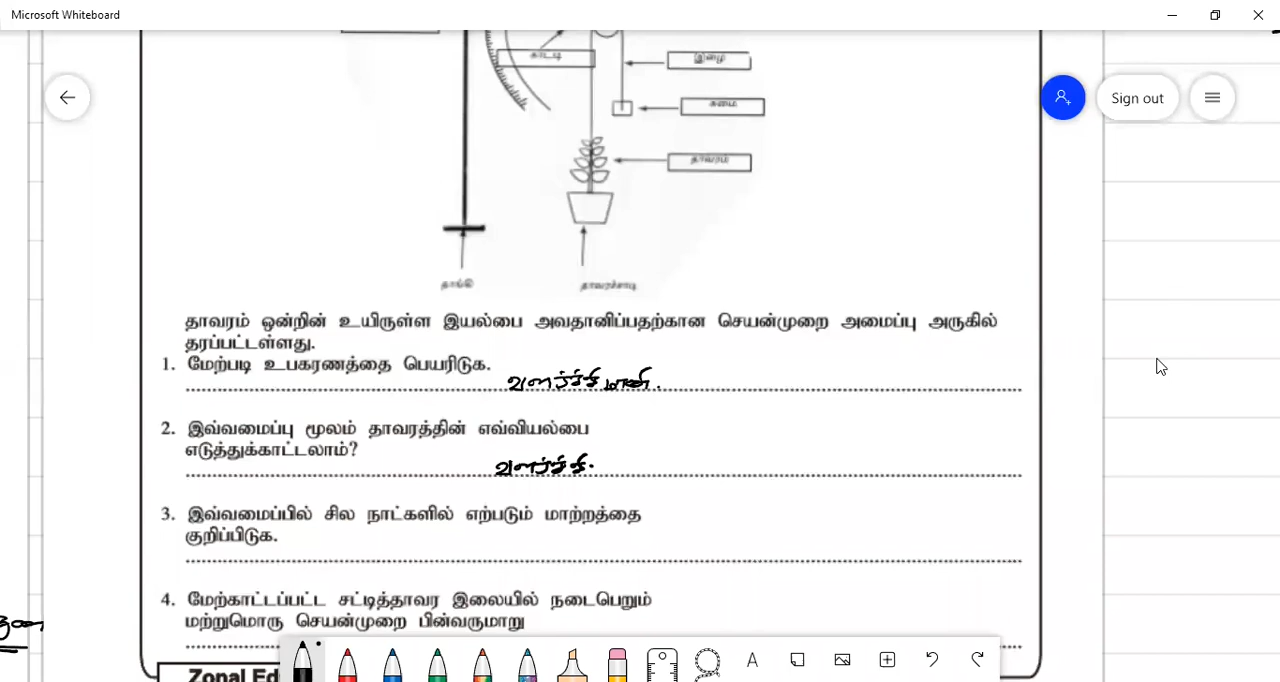 Microsoft Whiteboard
Sign out
காட்டி
இழை
சுமை
தாவரம்
தாங்கி
தாவரச்சாடி
தாவரம் ஒன்றின் உயிருள்ள இயல்பை அவதானிப்பதற்கான செயன்முறை அமைப்பு அருகில்
தரப்பட்டள்ளது.
1. மேற்படி உபகரணத்தை பெயரிடுக.
வளர்ச்சிமானி.
2. இவ்வமைப்பு மூலம் தாவரத்தின் எவ்வியல்பை
எடுத்துக்காட்டலாம்?
வளர்ச்சி.
3. இவ்வமைப்பில் சில நாட்களில் எற்படும் மாற்றத்தை
குறிப்பிடுக.
4. மேற்காட்டப்பட்ட சட்டித்தாவர இலையில் நடைபெறும்
மற்றுமொரு செயன்முறை பின்வருமாறு
Zonal Ed